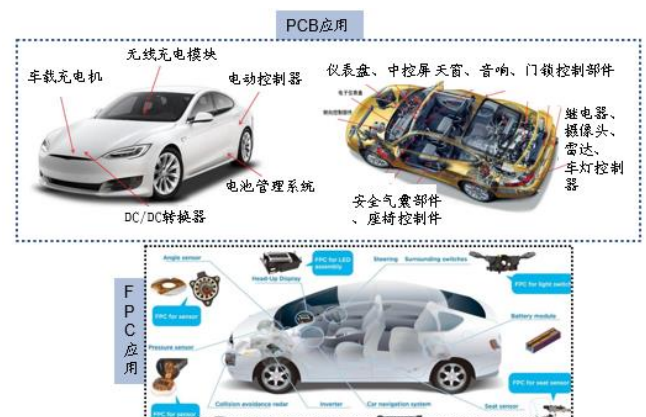 PCB应用
无线充电模块
车载充电机
电动控制器
电池管理系统
DC/DC转换器
仪表盘、中控屏 天窗、音响、门锁控制部件
继电器、
摄像头、
雷达、
车灯控制
器
安全气囊部件
、座椅控制件
FPC应用
Angle sensor
FPC for LED
assembly
Head-Up Display
Steering
Surrounding switches
FPC for light switch
FPC for sensor
Battery module
Pressure sensor
FPC for seat sensor
Collision avoidance radar
Inverter
Car navigation system
Seat sensor
FPC for sensor